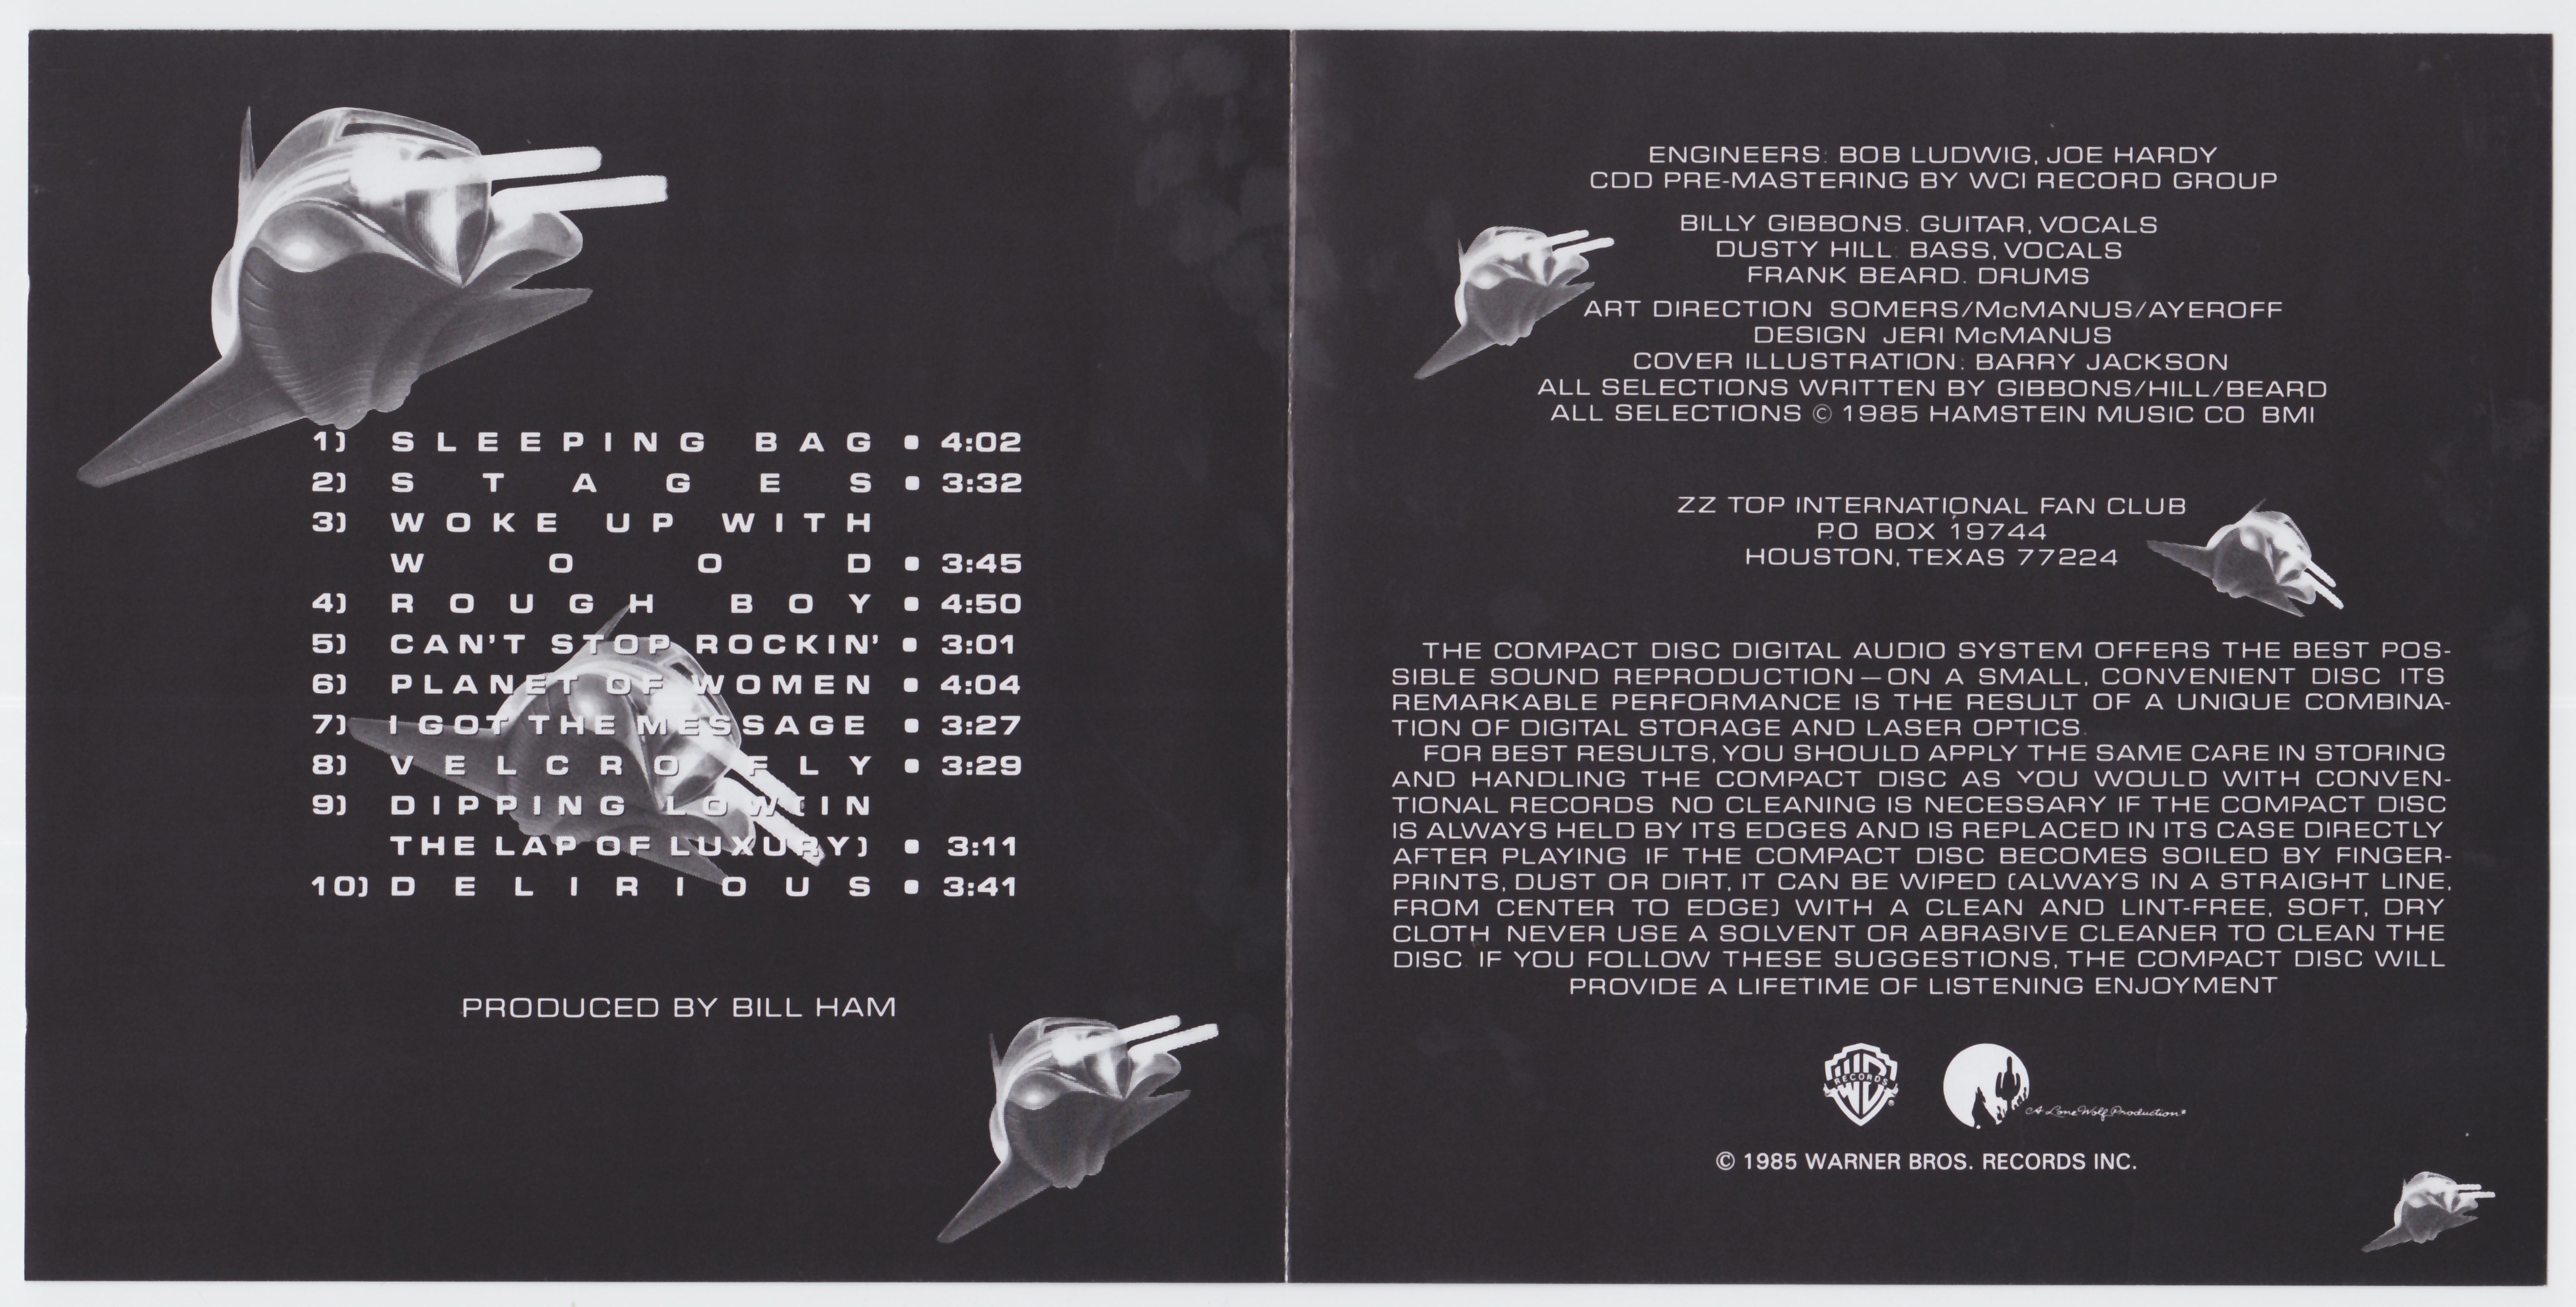 1) SLEEPING BAG • 4:02
2) STAGES • 3:32
3) WOKE UP WITH
WOOD • 3:45
4) ROUGH BOY • 4:50
5) CAN'T STOP ROCKIN' • 3:01
6) PLANET OF WOMEN • 4:04
7) I GOT THE MESSAGE • 3:27
8) VELCRO FLY • 3:29
9) DIPPING LOW (IN
THE LAP OF LUXURY) • 3:11
10) DELIRIOUS • 3:41
PRODUCED BY BILL HAM
ENGINEERS: BOB LUDWIG, JOE HARDY
CDD PRE-MASTERING BY WCI RECORD GROUP
BILLY GIBBONS. GUITAR, VOCALS
DUSTY HILL. BASS, VOCALS
FRANK BEARD. DRUMS
ART DIRECTION SOMERS/McMANUS/AYEROFF
DESIGN JERI McMANUS
COVER ILLUSTRATION: BARRY JACKSON
ALL SELECTIONS WRITTEN BY GIBBONS/HILL/BEARD
ALL SELECTIONS © 1985 HAMSTEIN MUSIC CO BMI
ZZ TOP INTERNATIONAL FAN CLUB
P.O BOX 19744
HOUSTON, TEXAS 77224
THE COMPACT DISC DIGITAL AUDIO SYSTEM OFFERS THE BEST POS-
SIBLE SOUND REPRODUCTION—ON A SMALL, CONVENIENT DISC ITS
REMARKABLE PERFORMANCE IS THE RESULT OF A UNIQUE COMBINA-
TION OF DIGITAL STORAGE AND LASER OPTICS.
FOR BEST RESULTS, YOU SHOULD APPLY THE SAME CARE IN STORING
AND HANDLING THE COMPACT DISC AS YOU WOULD WITH CONVEN-
TIONAL RECORDS NO CLEANING IS NECESSARY IF THE COMPACT DISC
IS ALWAYS HELD BY ITS EDGES AND IS REPLACED IN ITS CASE DIRECTLY
AFTER PLAYING IF THE COMPACT DISC BECOMES SOILED BY FINGER-
PRINTS, DUST OR DIRT, IT CAN BE WIPED (ALWAYS IN A STRAIGHT LINE,
FROM CENTER TO EDGE) WITH A CLEAN AND LINT-FREE, SOFT, DRY
CLOTH NEVER USE A SOLVENT OR ABRASIVE CLEANER TO CLEAN THE
DISC. IF YOU FOLLOW THESE SUGGESTIONS, THE COMPACT DISC WILL
PROVIDE A LIFETIME OF LISTENING ENJOYMENT
WB RECORDS ®
A Lone Wolf Production®
© 1985 WARNER BROS. RECORDS INC.